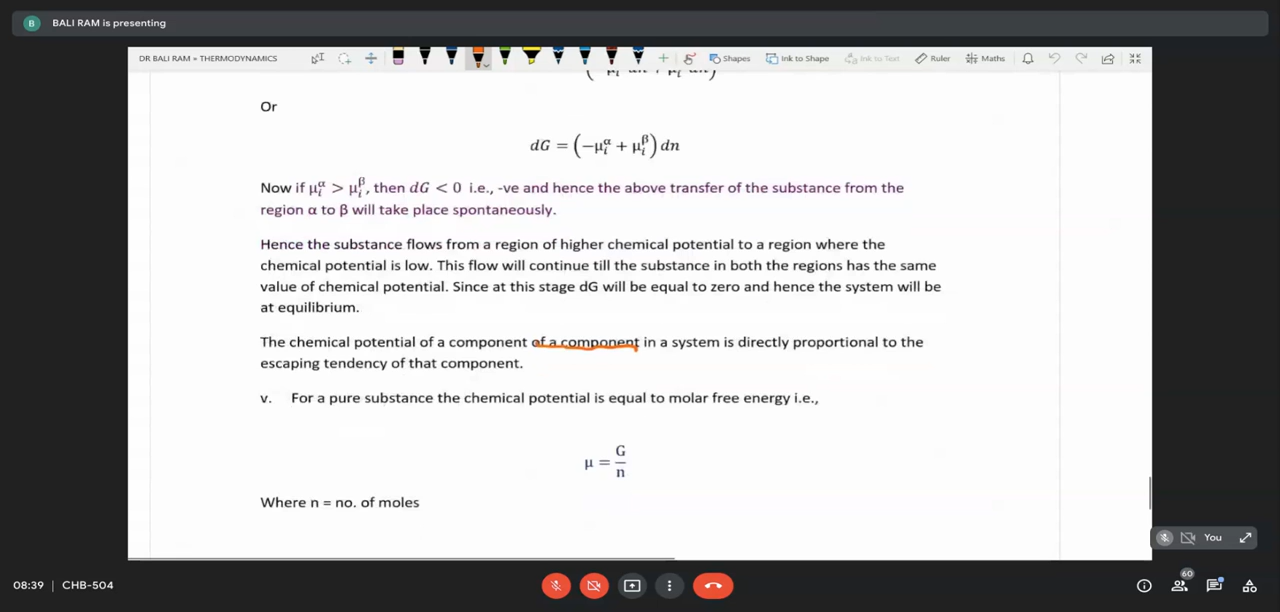 B BALI RAM is presenting
DR BALI RAM » THERMODYNAMICS Shapes Ink to Shape Ink to Text Ruler Maths
Or
dG = (−μᵢᵅ + μᵢᵝ) dn
Now if μᵢᵅ > μᵢᵝ, then dG < 0 i.e., -ve and hence the above transfer of the substance from the
region α to β will take place spontaneously.
Hence the substance flows from a region of higher chemical potential to a region where the
chemical potential is low. This flow will continue till the substance in both the regions has the same
value of chemical potential. Since at this stage dG will be equal to zero and hence the system will be
at equilibrium.
The chemical potential of a component of a component in a system is directly proportional to the
escaping tendency of that component.
v. For a pure substance the chemical potential is equal to molar free energy i.e.,
μ = G/n
Where n = no. of moles
You
08:39 | CHB-504
60